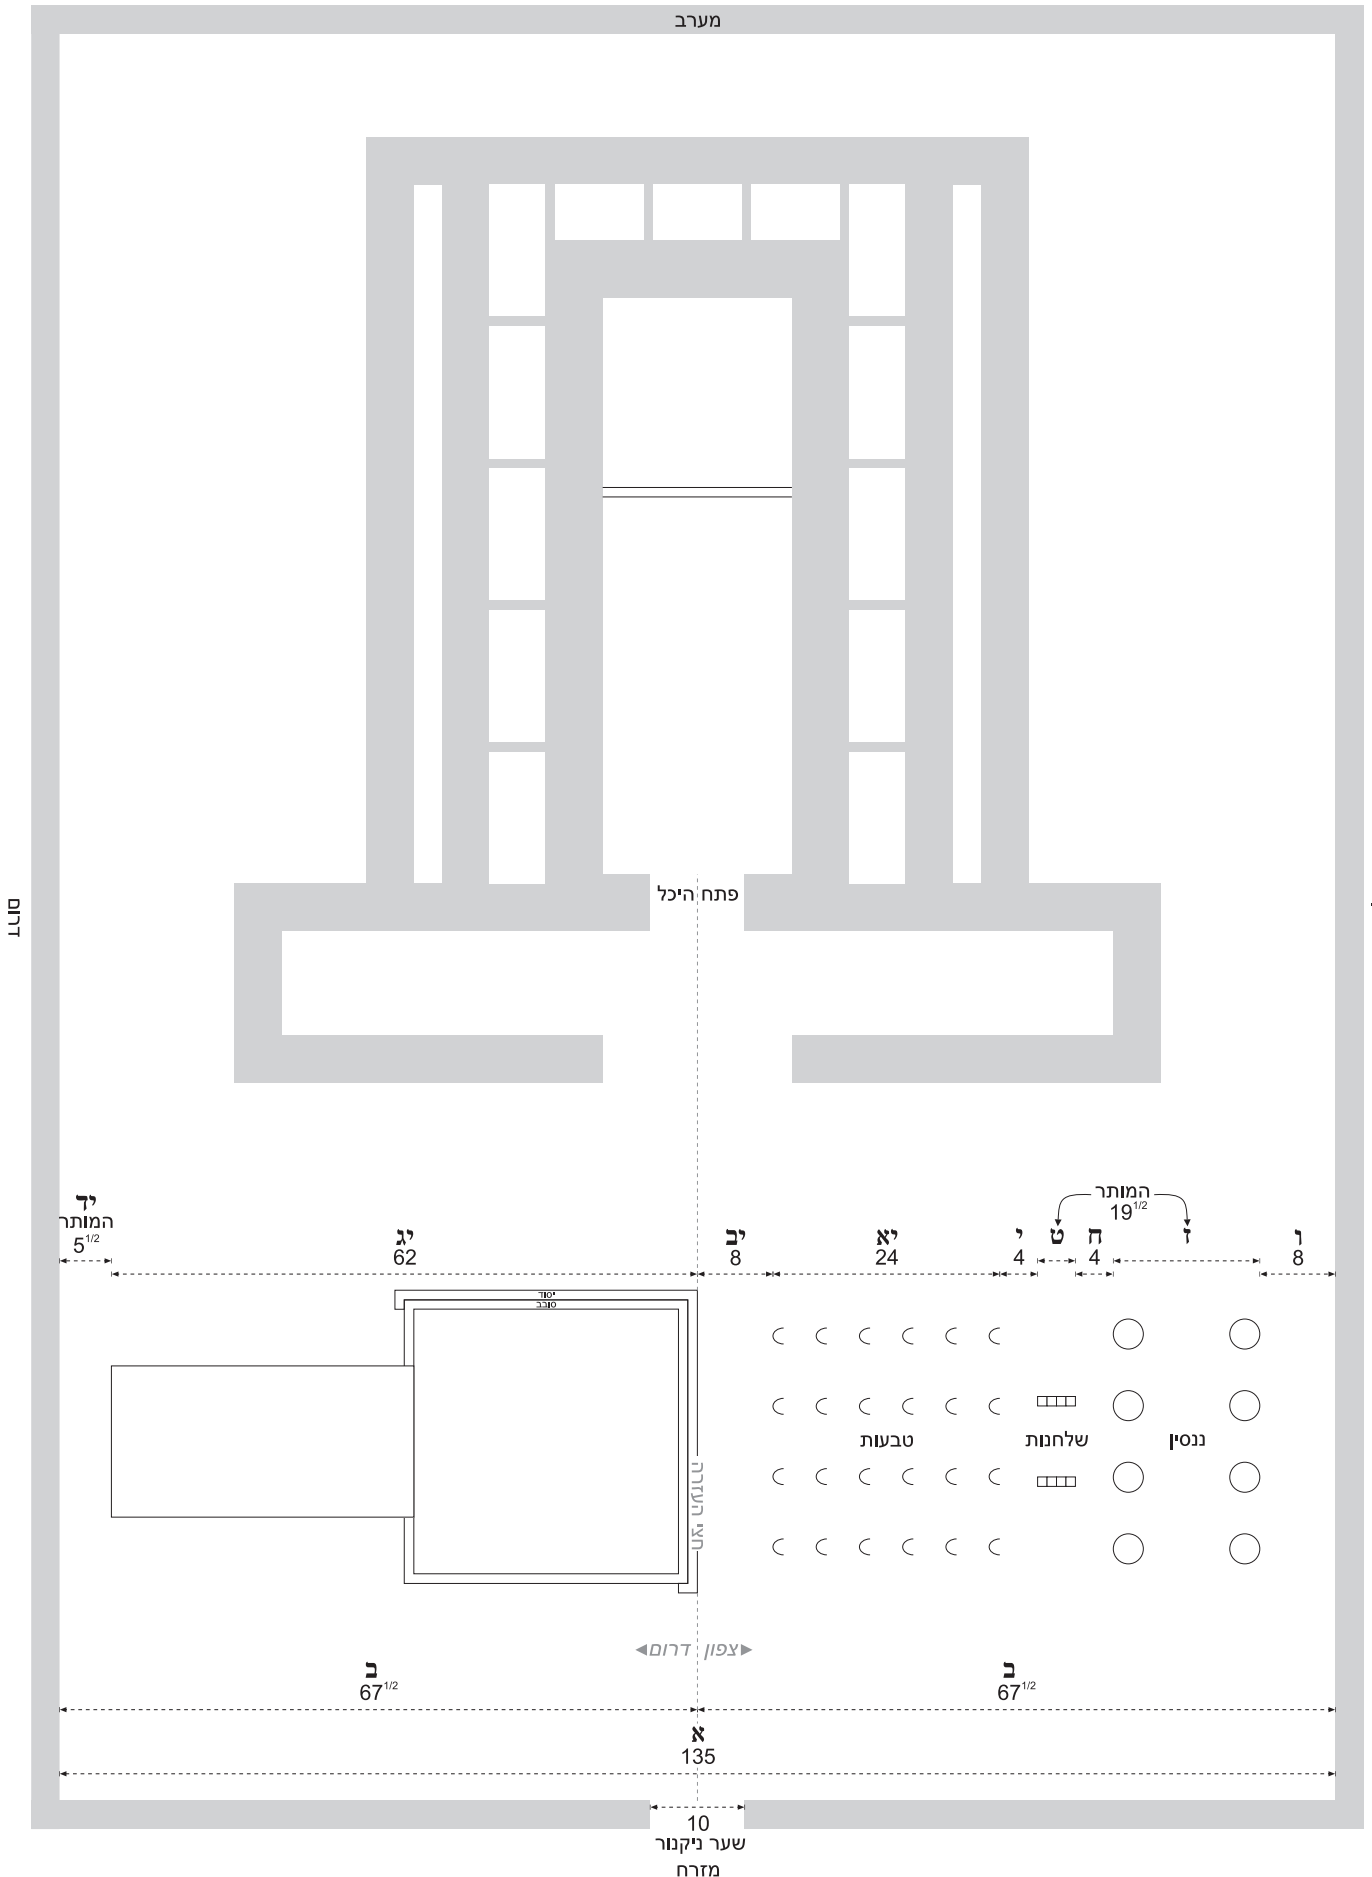 מערב
פתח היכל
דרום
יד
המותר
5 1/2
יג
62
יב
8
יא
24
י
4
ט
ח
4
המותר
19 1/2
ז
ו
8
יסוד
סובב
טבעות
שלחנות
ננסין
חצי העזרה
צפון דרום
ב
67 1/2
ב
67 1/2
א
135
10
שער ניקנור
מזרח